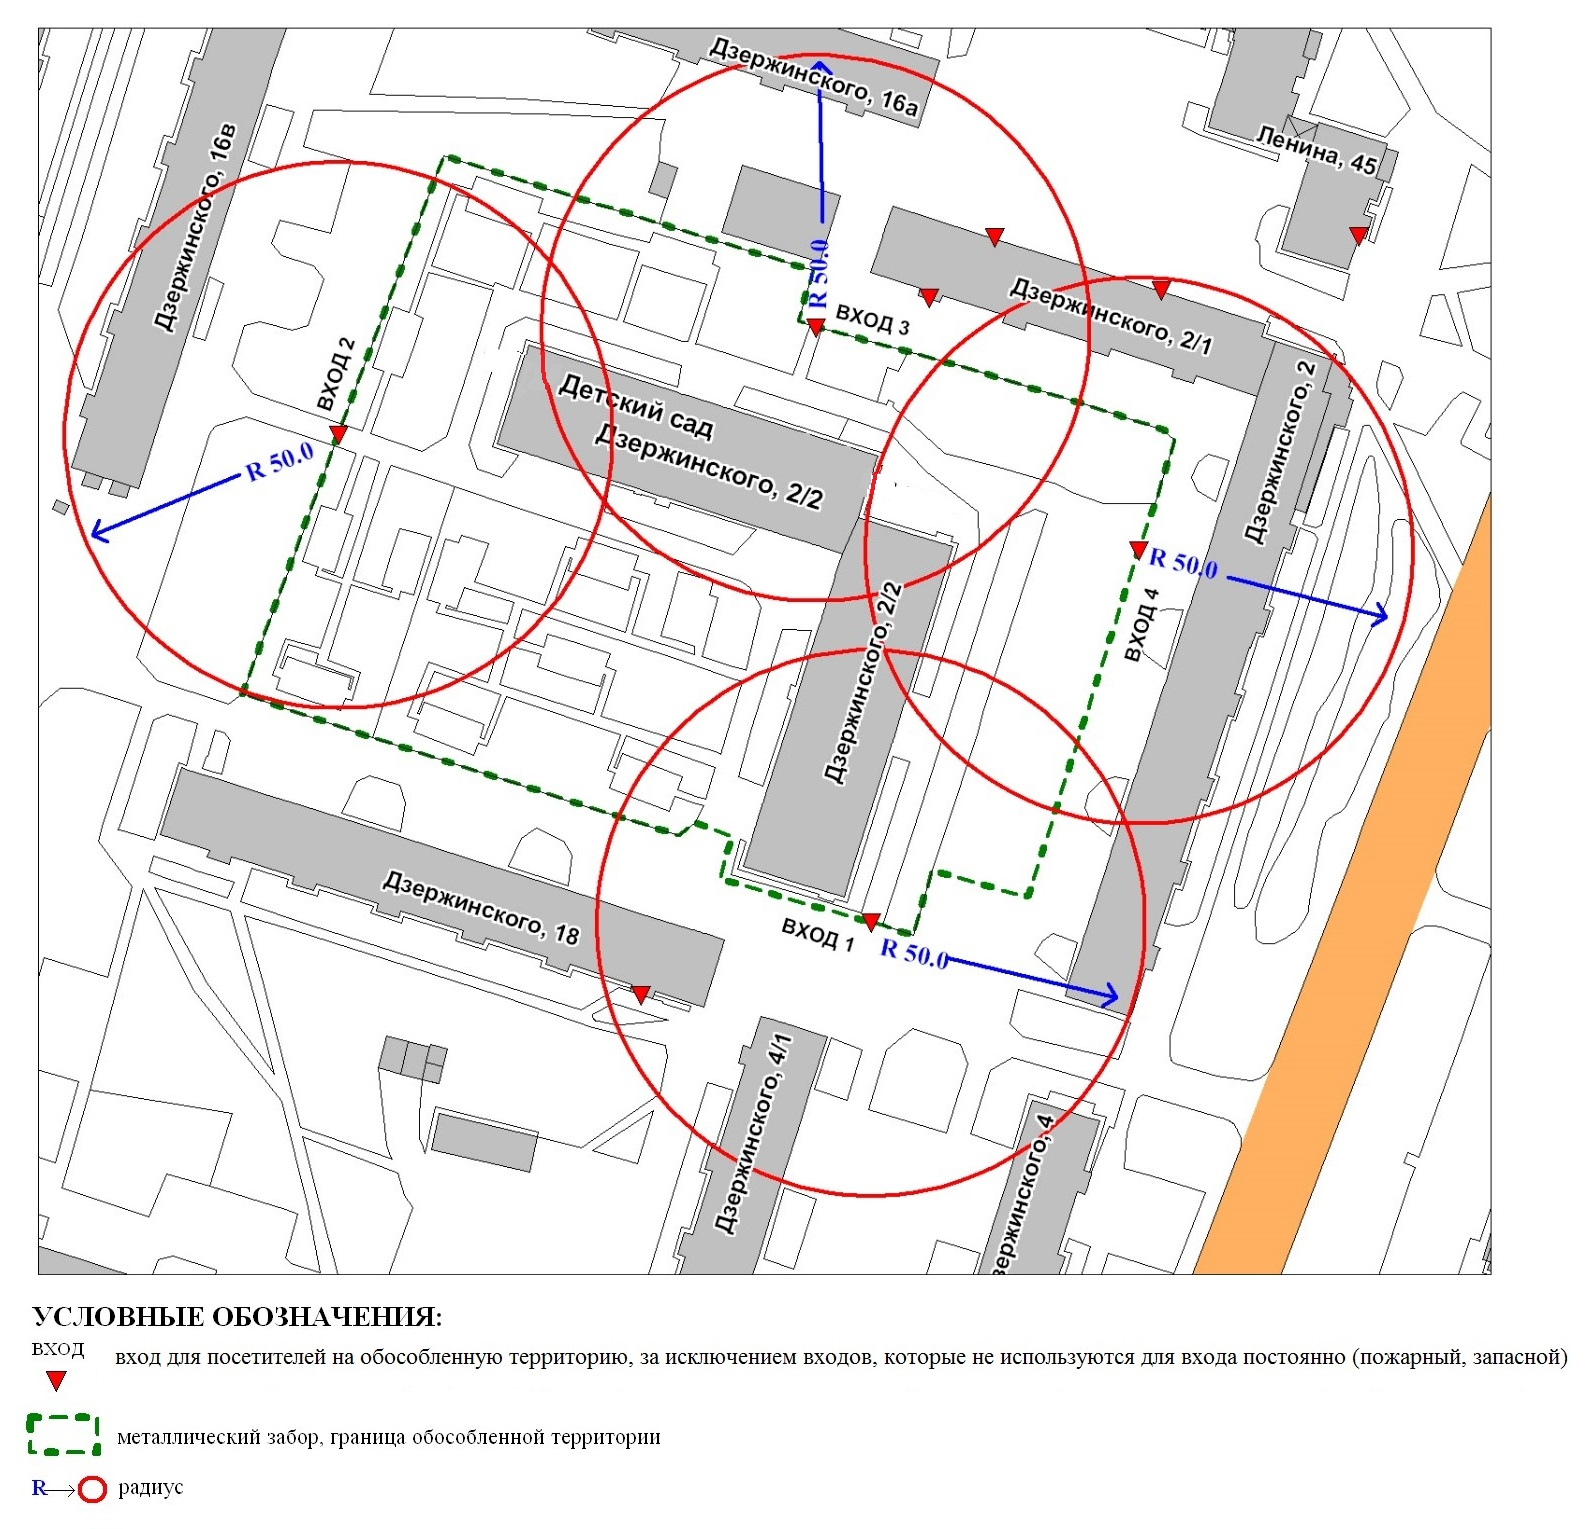 Дзержинского, 16а
Дзержинского, 16в
Ленина, 45
R 50.0
ВХОД 3
Дзержинского, 2/1
ВХОД 2
Детский сад
Дзержинского, 2/2
Дзержинского, 2
R 50.0
R 50.0
ВХОД 4
Дзержинского, 2/2
Дзержинского, 18
ВХОД 1
R 50.0
Дзержинского, 4/1
зержинского, 4
УСЛОВНЫЕ ОБОЗНАЧЕНИЯ:
ВХОД
вход для посетителей на обособленную территорию, за исключением входов, которые не используются для входа постоянно (пожарный, запасной)
металлический забор, граница обособленной территории
R
радиус